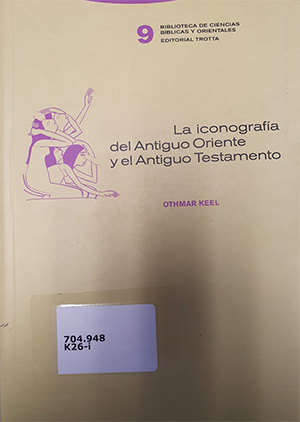 9
BIBLIOTECA DE CIENCIAS
BÍBLICAS Y ORIENTALES
EDITORIAL TROTTA
La iconografía
del Antiguo Oriente
y el Antiguo Testamento
OTHMAR KEEL
704.948
K26-i